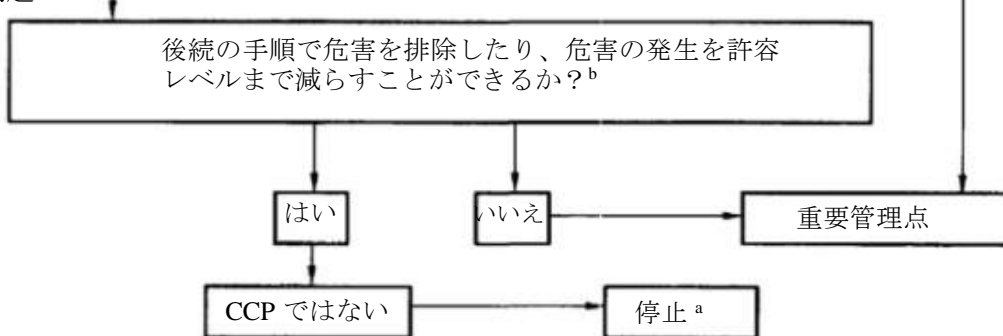 後続の手順で危害を排除したり、危害の発生を許容
レベルまで減らすことができるか？ᵇ
はい
いいえ
重要管理点
CCP ではない
停止 ᵃ